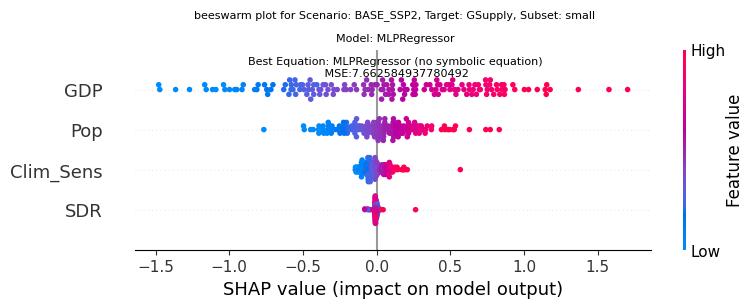 beeswarm plot for Scenario: BASE_SSP2, Target: GSupply, Subset: small
Model: MLPRegressor
Best Equation: MLPRegressor (no symbolic equation)
MSE:7.662584937780492
High
GDP
Pop
Clim_Sens
SDR
Feature value
Low
−1.5 −1.0 −0.5 0.0 0.5 1.0 1.5
SHAP value (impact on model output)